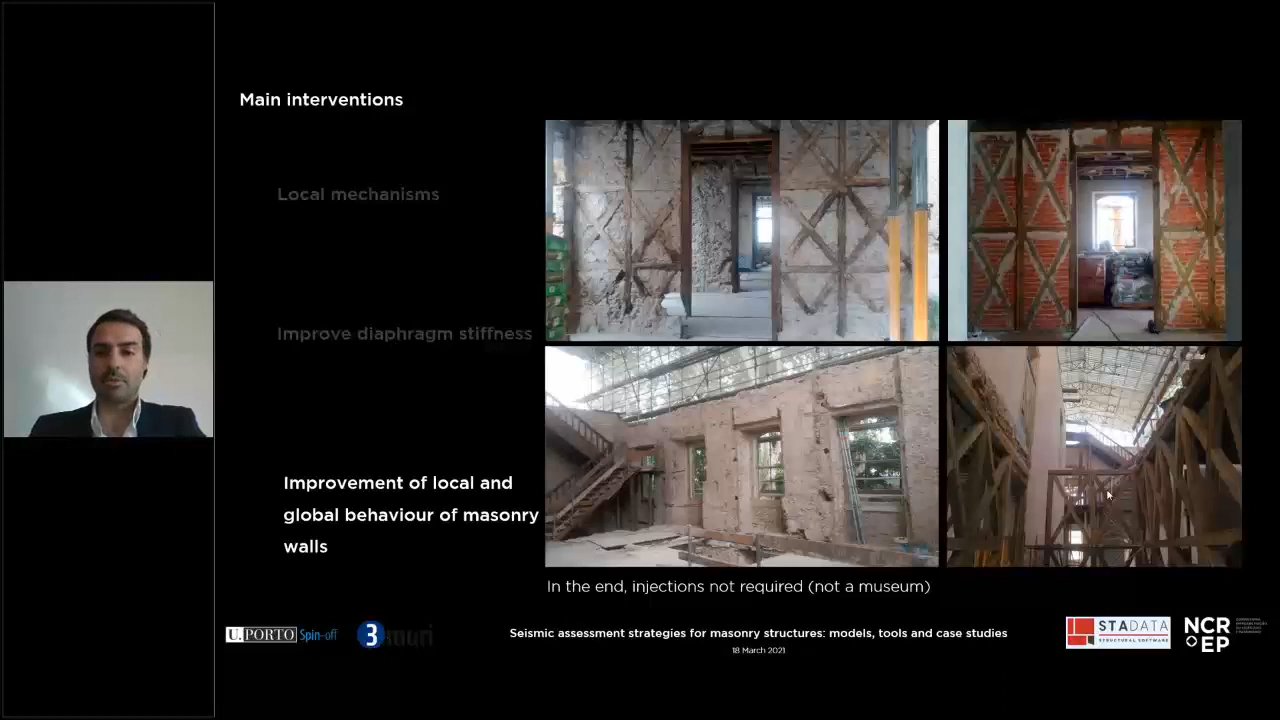 Main interventions
Local mechanisms
Improve diaphragm stiffness
Improvement of local and
global behaviour of masonry
walls
In the end, injections not required (not a museum)
U.PORTO Spin-off
3muri
Seismic assessment strategies for masonry structures: models, tools and case studies
18 March 2021
STADATA
STRUCTURAL SOFTWARE
NCR
EP